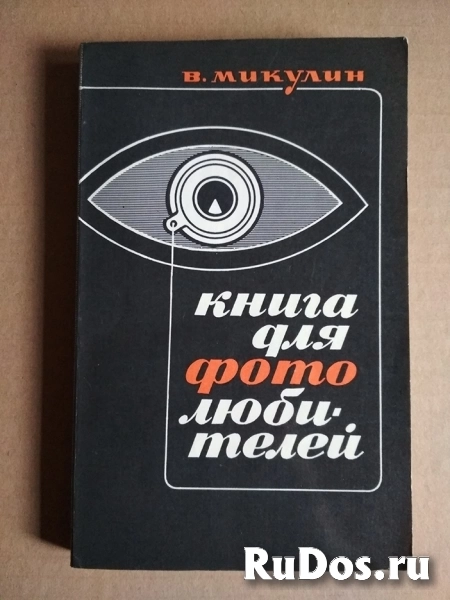 в. микулин
книга
для
фото
люби-
телей
RuDos.ru